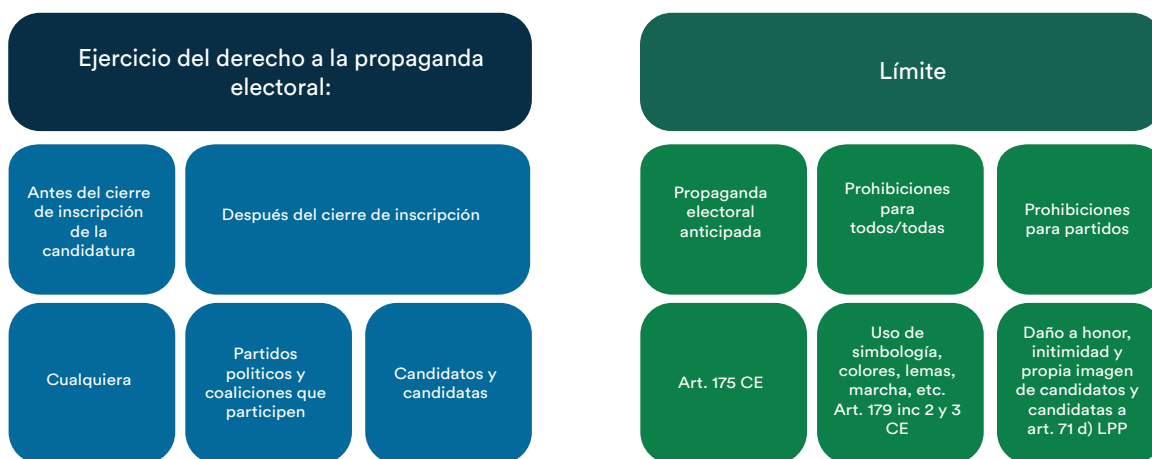 Ejercicio del derecho a la propaganda
electoral:
Antes del cierre
de inscripción
de la
candidatura
Después del cierre de inscripción
Cualquiera
Partidos
politicos y
coaliciones que
participen
Candidatos y
candidatas
Límite
Propaganda
electoral
anticipada
Prohibiciones
para
todos/todas
Prohibiciones
para partidos
Art. 175 CE
Uso de
simbología,
colores, lemas,
marcha, etc.
Art. 179 inc 2 y 3
CE
Daño a honor,
initimidad y
propia imagen
de candidatos y
candidatas a
art. 71 d) LPP